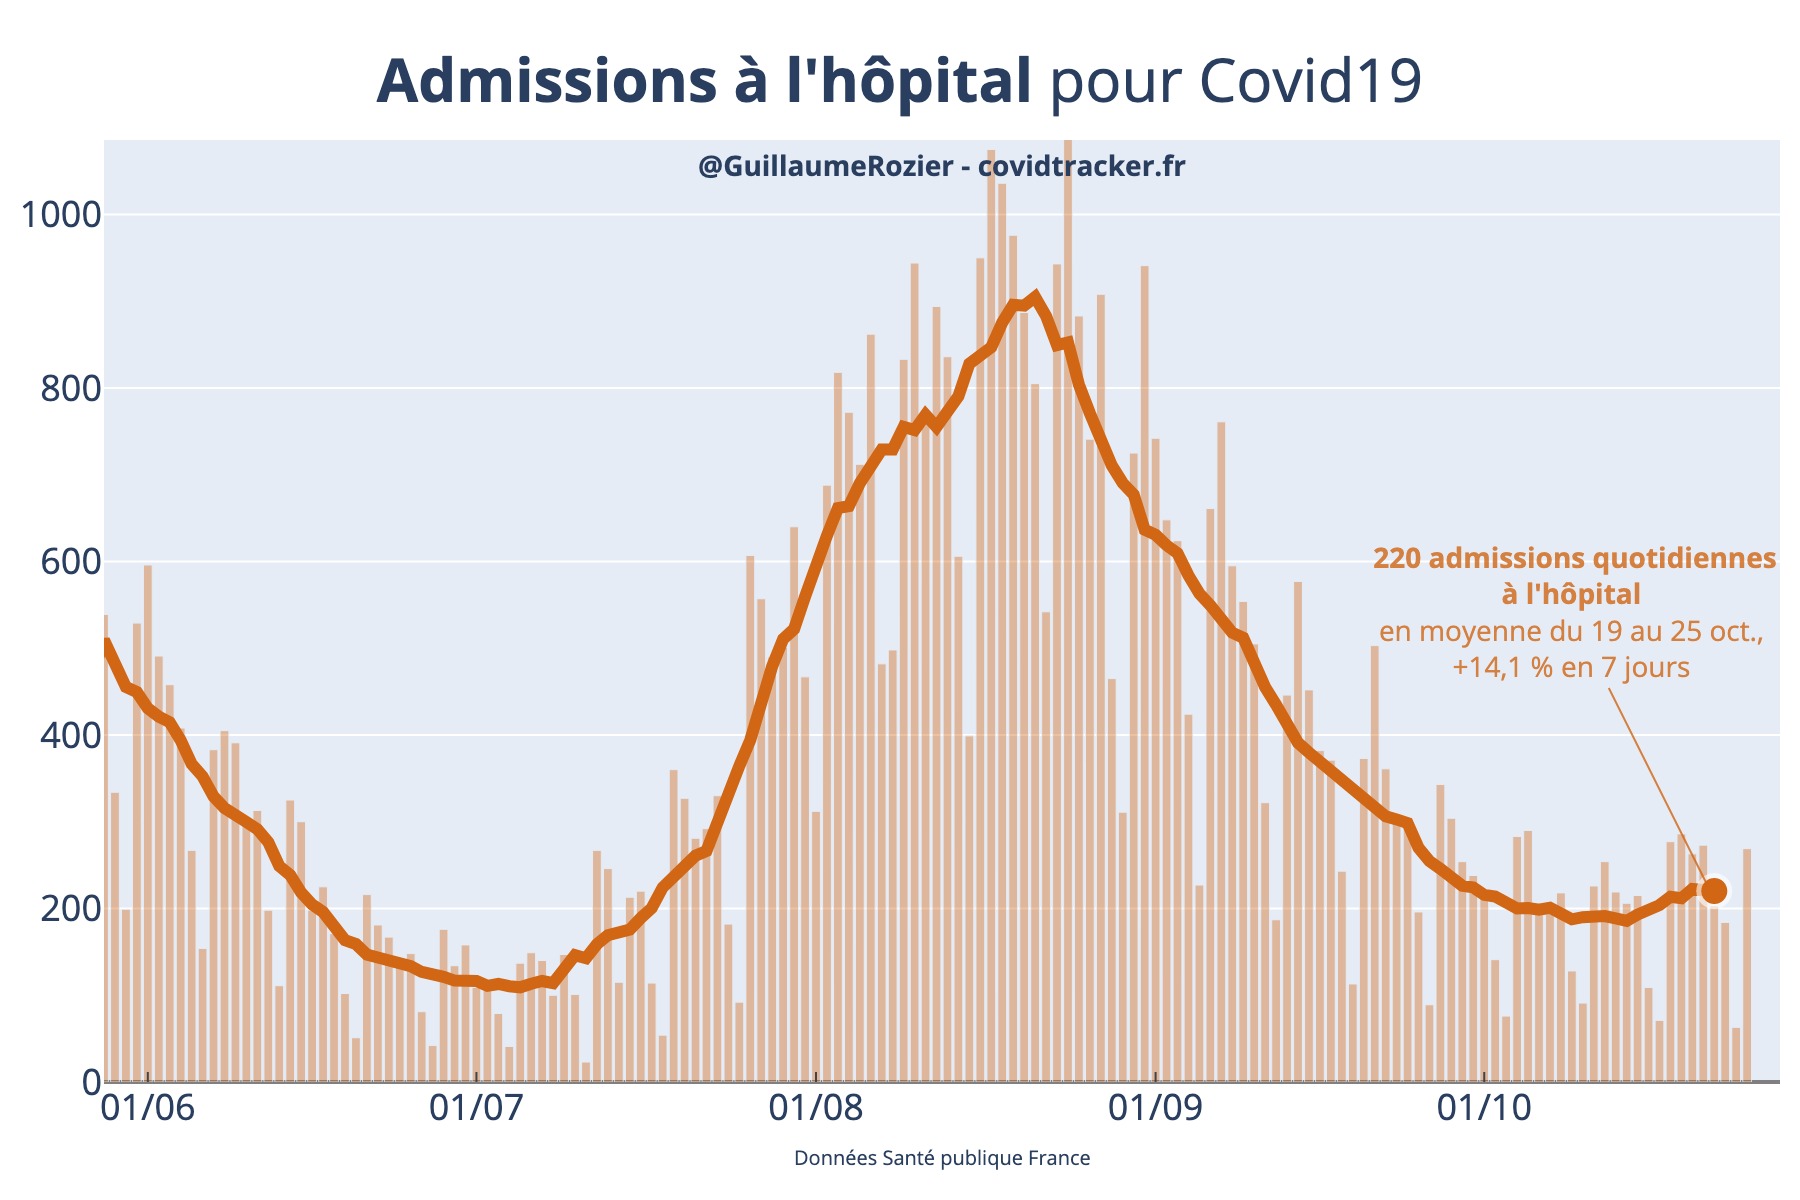 Admissions à l'hôpital pour Covid19
@GuillaumeRozier - covidtracker.fr
1000
800
600
400
200
0
220 admissions quotidiennes
à l'hôpital
en moyenne du 19 au 25 oct.,
+14,1 % en 7 jours
01/06 01/07 01/08 01/09 01/10
Données Santé publique France